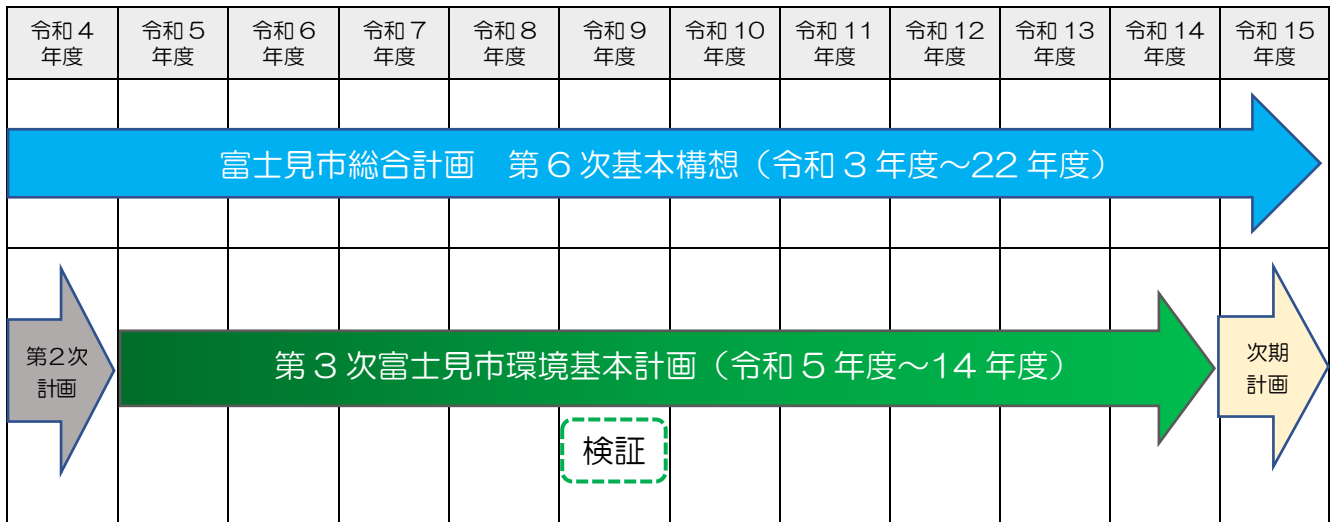 令和4
年度
令和5
年度
令和6
年度
令和7
年度
令和8
年度
令和9
年度
令和10
年度
令和11
年度
令和12
年度
令和13
年度
令和14
年度
令和15
年度
富士見市総合計画　第6次基本構想（令和3年度～22年度）
第2次
計画
第3次富士見市環境基本計画（令和5年度～14年度）
次期
計画
検証